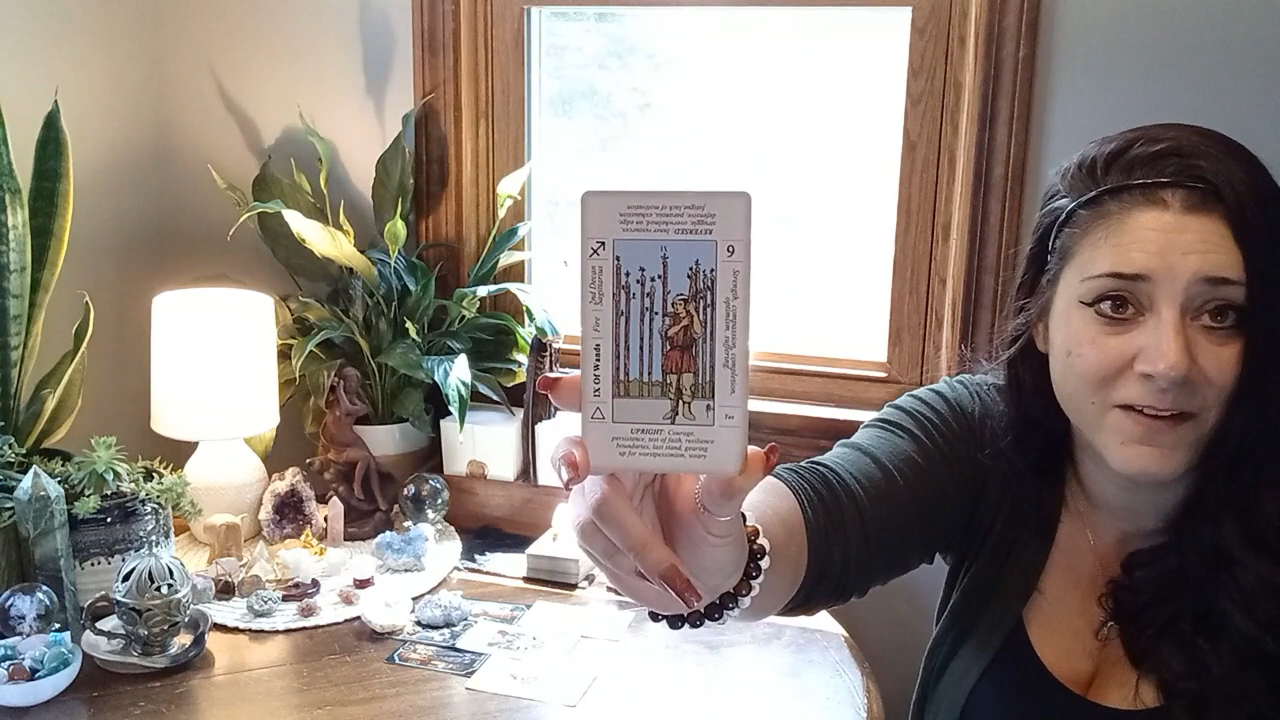 REVERSED: Inner resources,
struggle, overwhelmed, on edge,
defensive, paranoia, exhaustion,
fatigue, lack of motivation
9
2nd Decan
Sagittarius
Fire
IX Of Wands
IX
Strength, compassion, completion,
optimism, suffering,
UPRIGHT: Courage,
persistence, test of faith, resilience
boundaries, last stand, gearing
up for worstpessimism, weary